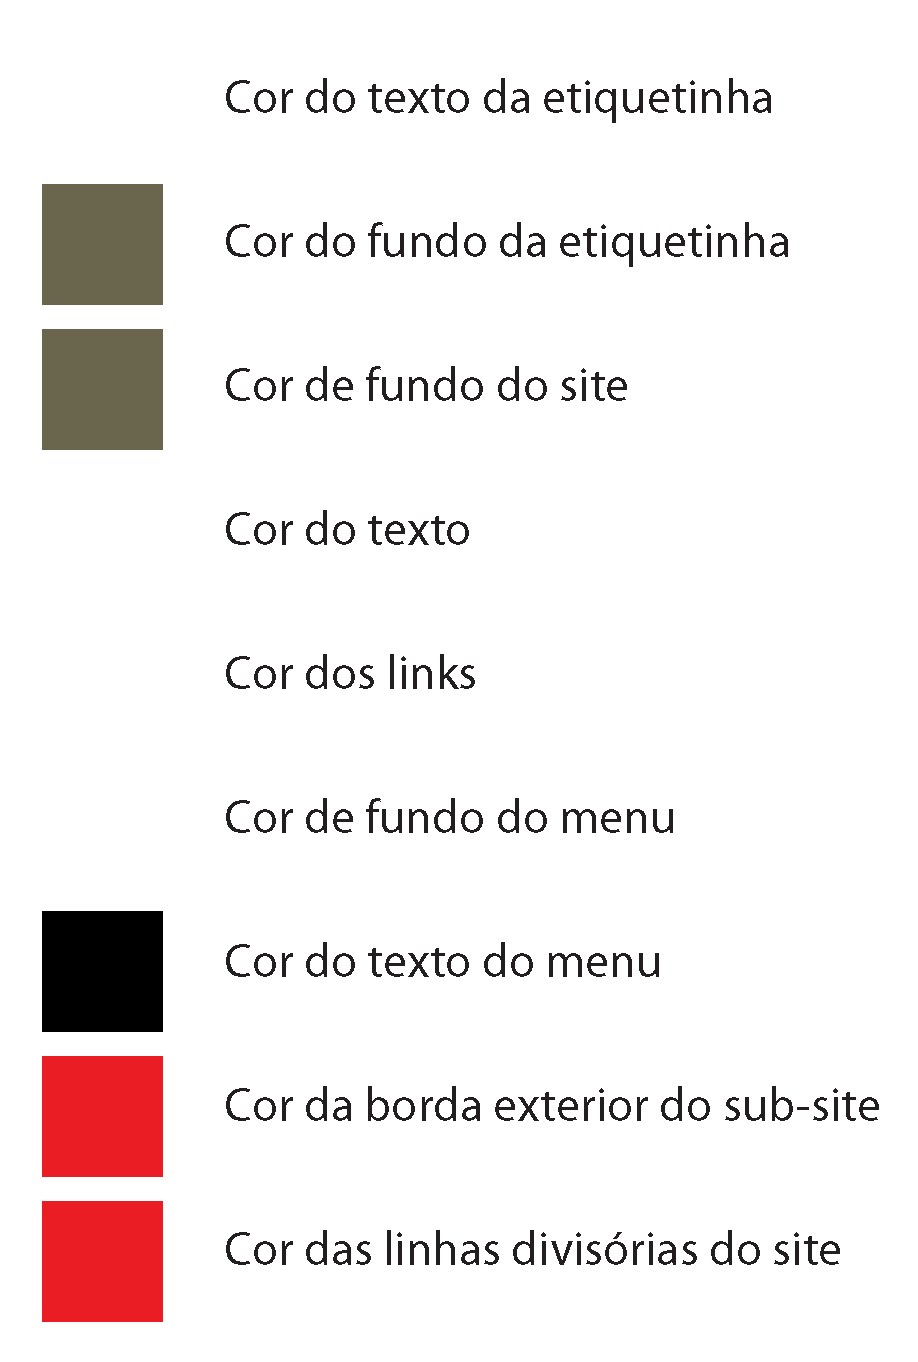 Cor do texto da etiquetinha
Cor do fundo da etiquetinha
Cor de fundo do site
Cor do texto
Cor dos links
Cor de fundo do menu
Cor do texto do menu
Cor da borda exterior do sub-site
Cor das linhas divisórias do site